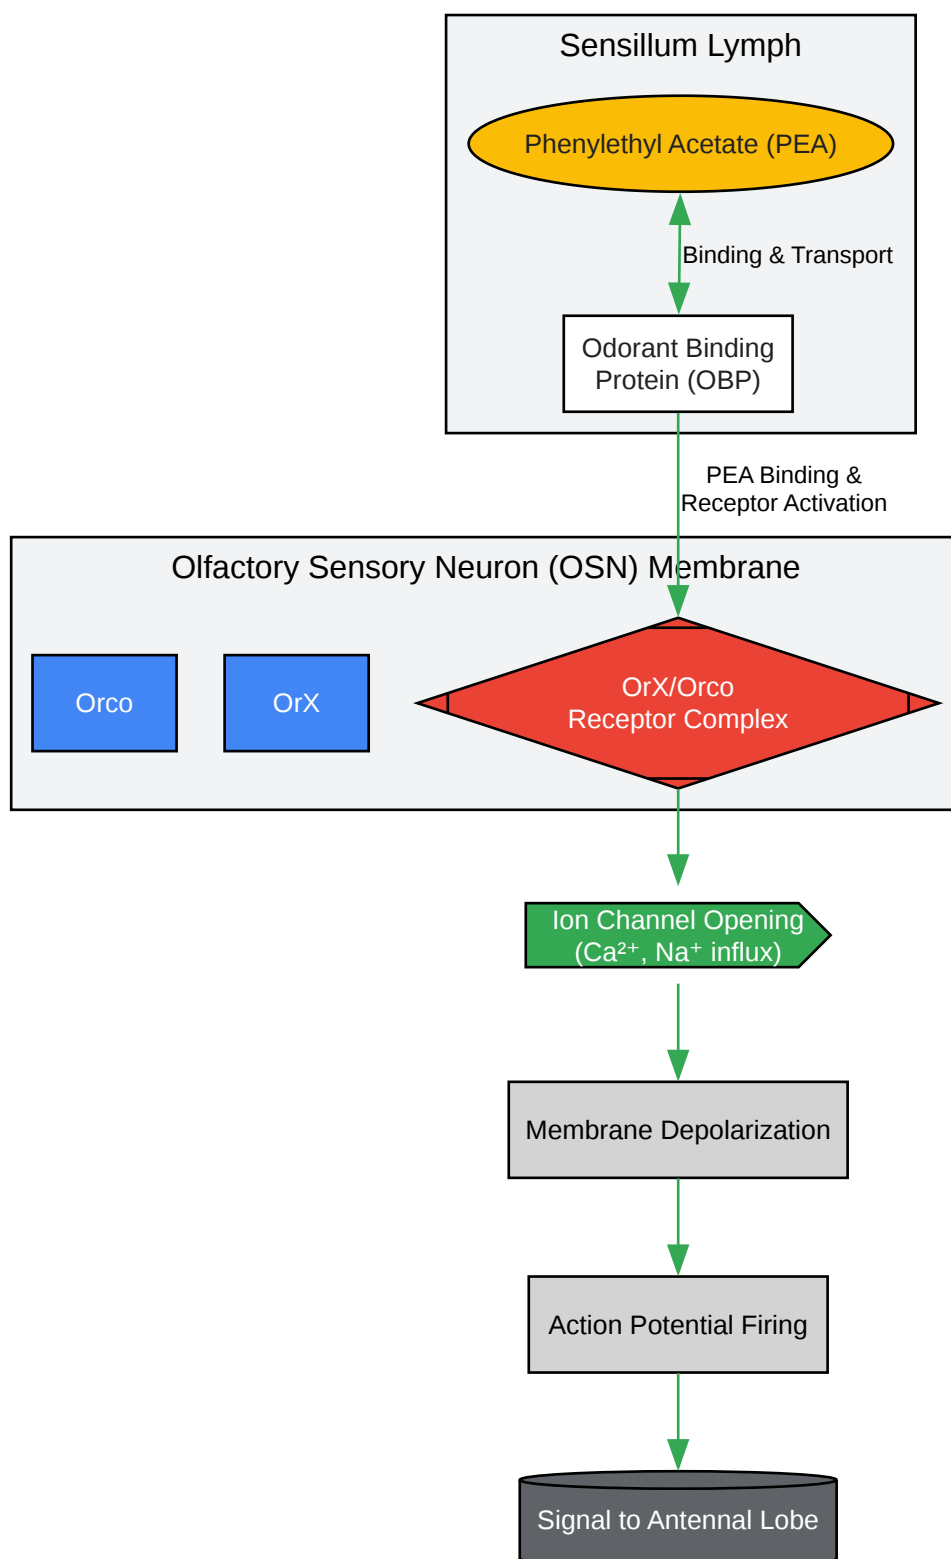 Sensillum Lymph
Phenylethyl Acetate (PEA)
Binding & Transport
Odorant Binding
Protein (OBP)
PEA Binding &
Receptor Activation
Olfactory Sensory Neuron (OSN) Membrane
Orco
OrX
OrX/Orco
Receptor Complex
Ion Channel Opening
(Ca²⁺, Na⁺ influx)
Membrane Depolarization
Action Potential Firing
Signal to Antennal Lobe